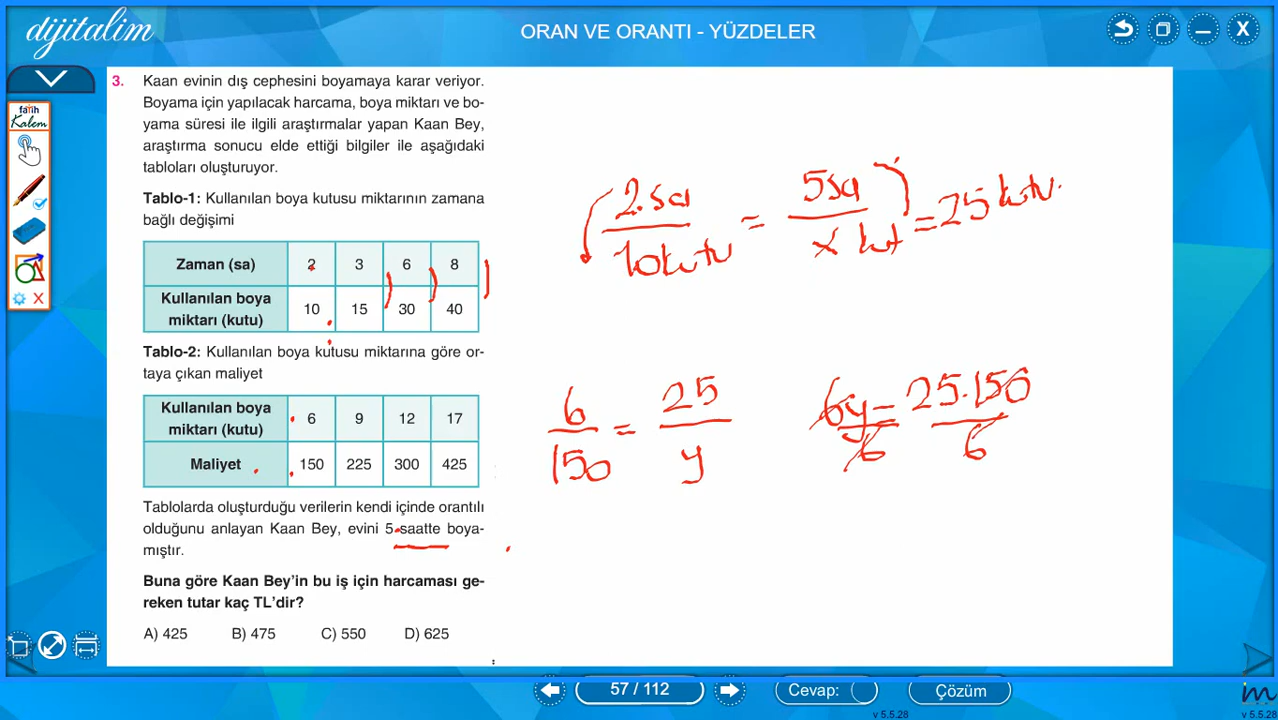 dijitalim
ORAN VE ORANTI - YÜZDELER
X
fatih
Kalem
3. Kaan evinin dış cephesini boyamaya karar veriyor.
Boyama için yapılacak harcama, boya miktarı ve bo-
yama süresi ile ilgili araştırmalar yapan Kaan Bey,
araştırma sonucu elde ettiği bilgiler ile aşağıdaki
tabloları oluşturuyor.
Tablo-1: Kullanılan boya kutusu miktarının zamana
bağlı değişimi
Zaman (sa) 2 3 6 8
Kullanılan boya
miktarı (kutu) 10 15 30 40
Tablo-2: Kullanılan boya kutusu miktarına göre or-
taya çıkan maliyet
Kullanılan boya
miktarı (kutu) 6 9 12 17
Maliyet 150 225 300 425
Tablolarda oluşturduğu verilerin kendi içinde orantılı
olduğunu anlayan Kaan Bey, evini 5 saatte boya-
mıştır.
Buna göre Kaan Bey'in bu iş için harcaması ge-
reken tutar kaç TL'dir?
A) 425 B) 475 C) 550 D) 625
2.sa 5sa
= = 25 kutu
10kutu x kut
6 25 6y = 25.150
=
150 y 6 6
57 / 112
Cevap:
Çözüm
v 5.5.28
v 5.5.28